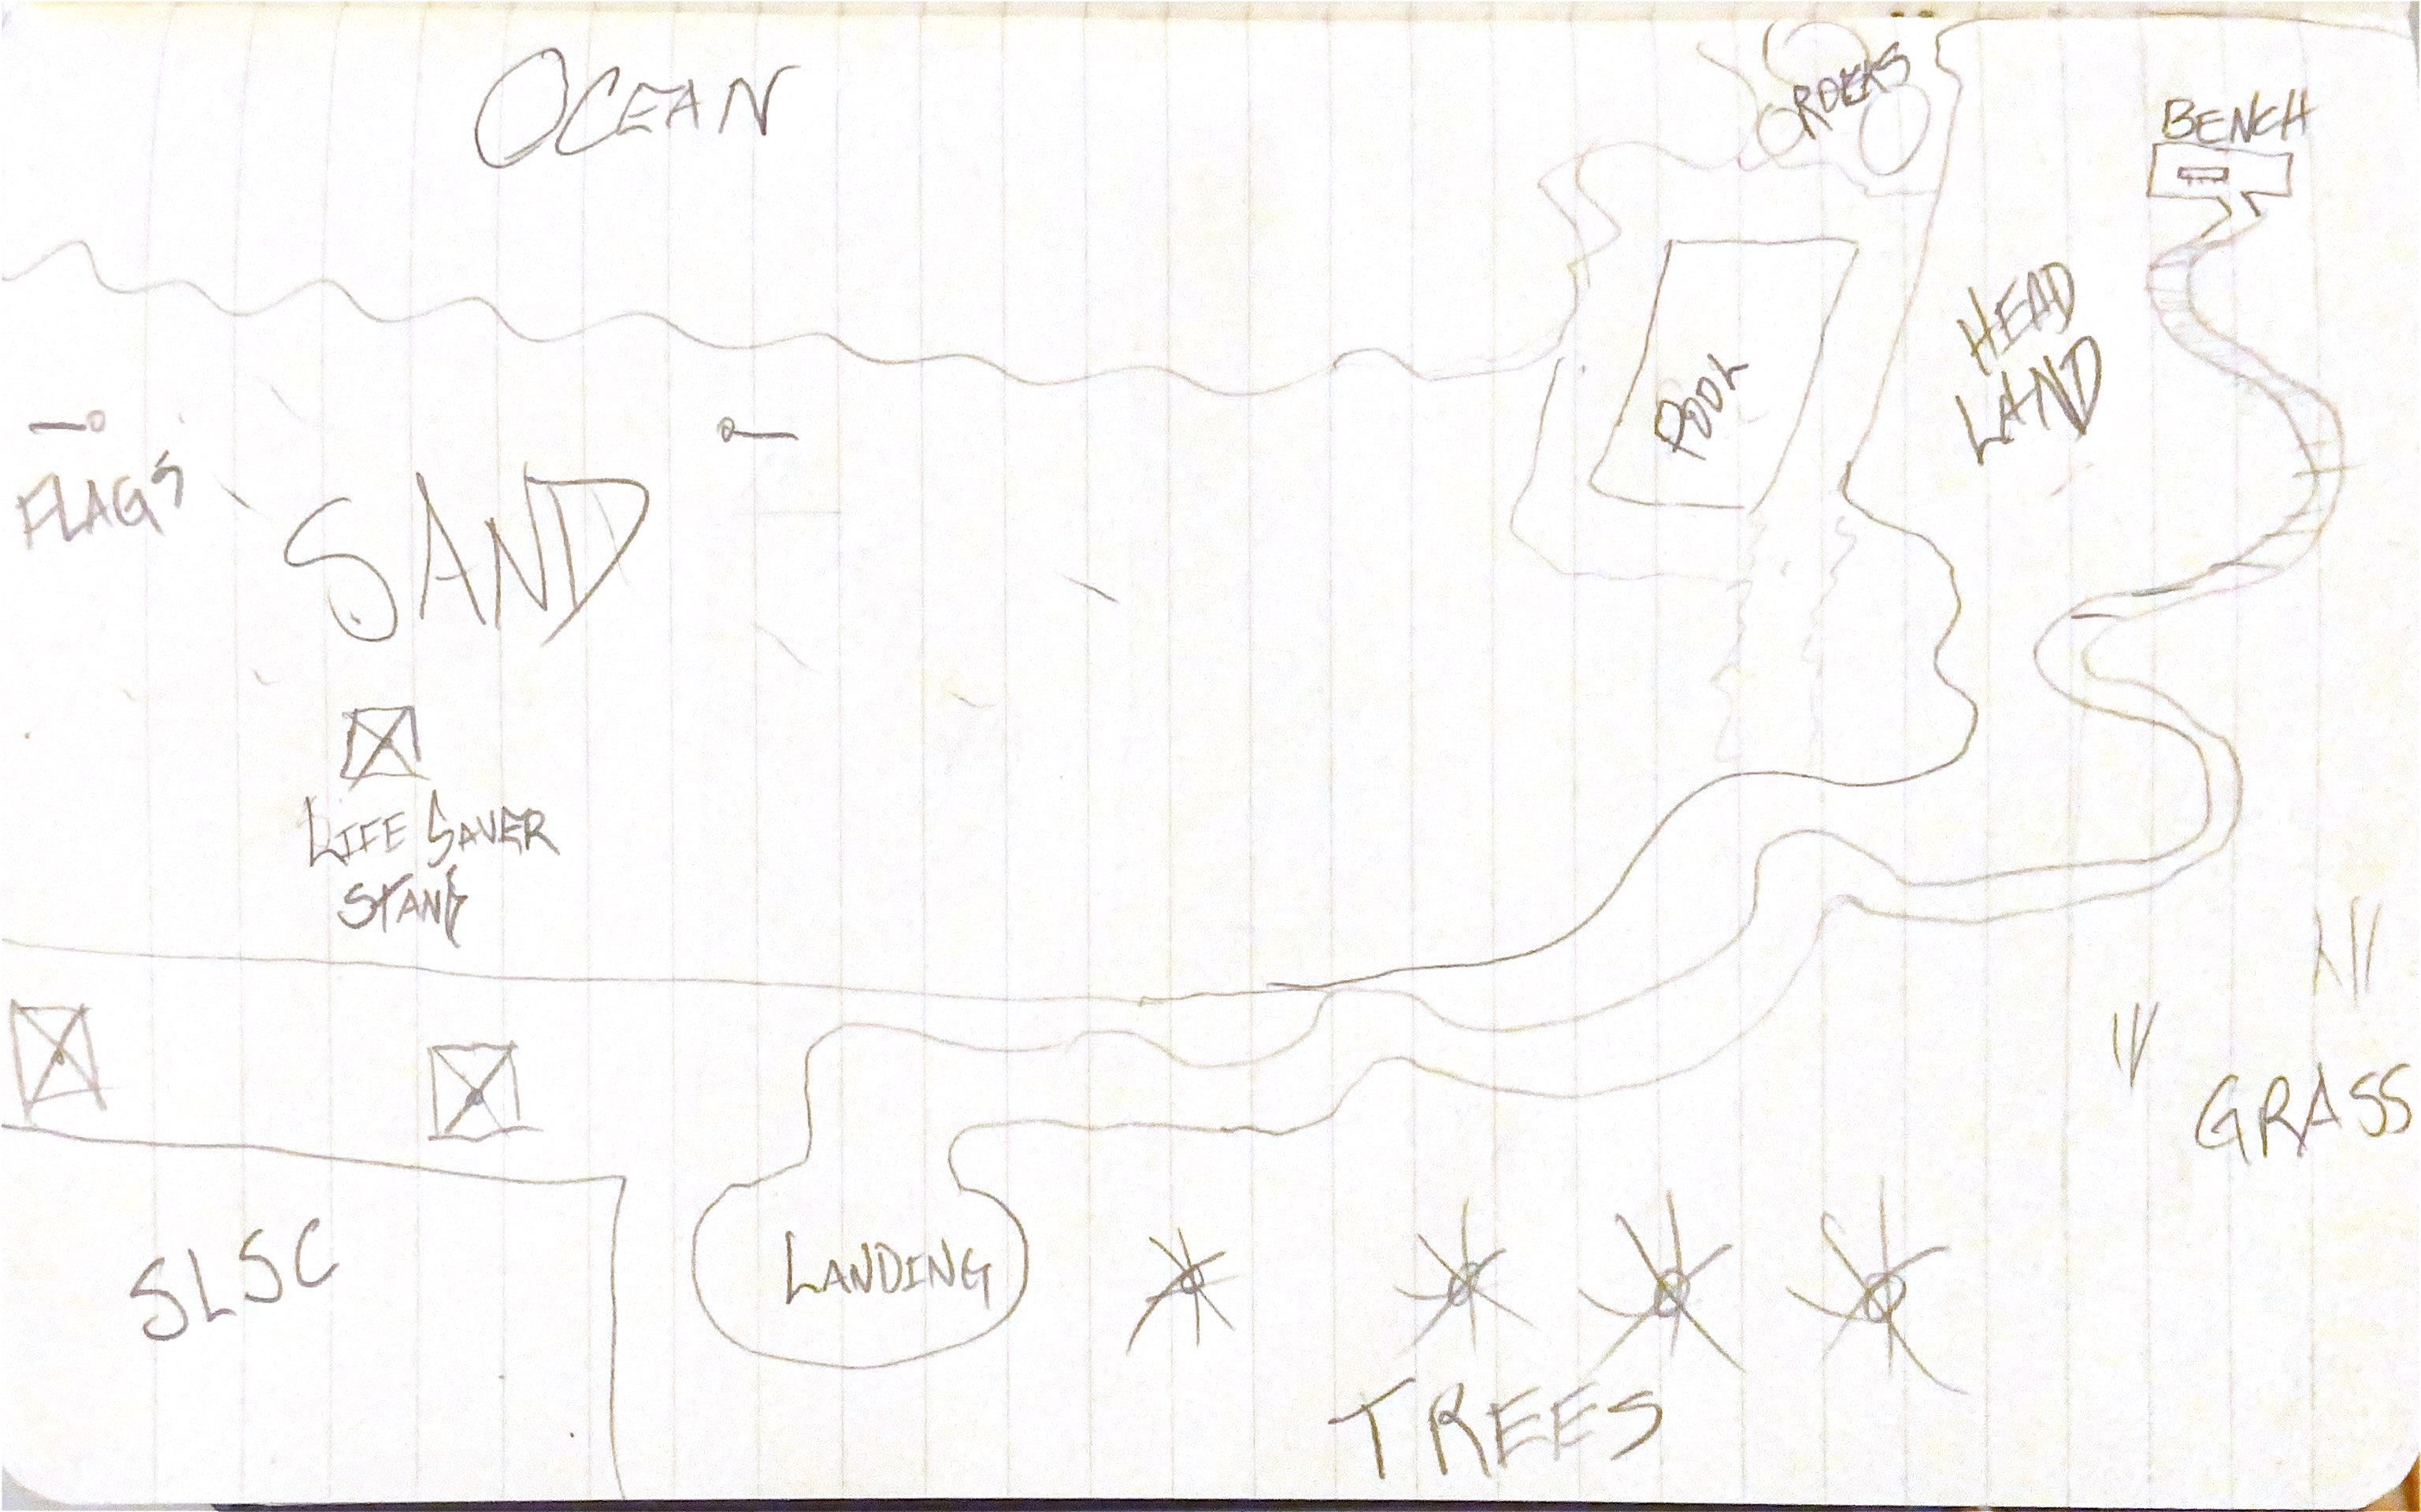 OCEAN
ROCKS
BENCH
HEAD
LAND
POOL
FLAGS
SAND
LIFE SAVER
STAND
GRASS
SLSC
LANDING
TREES